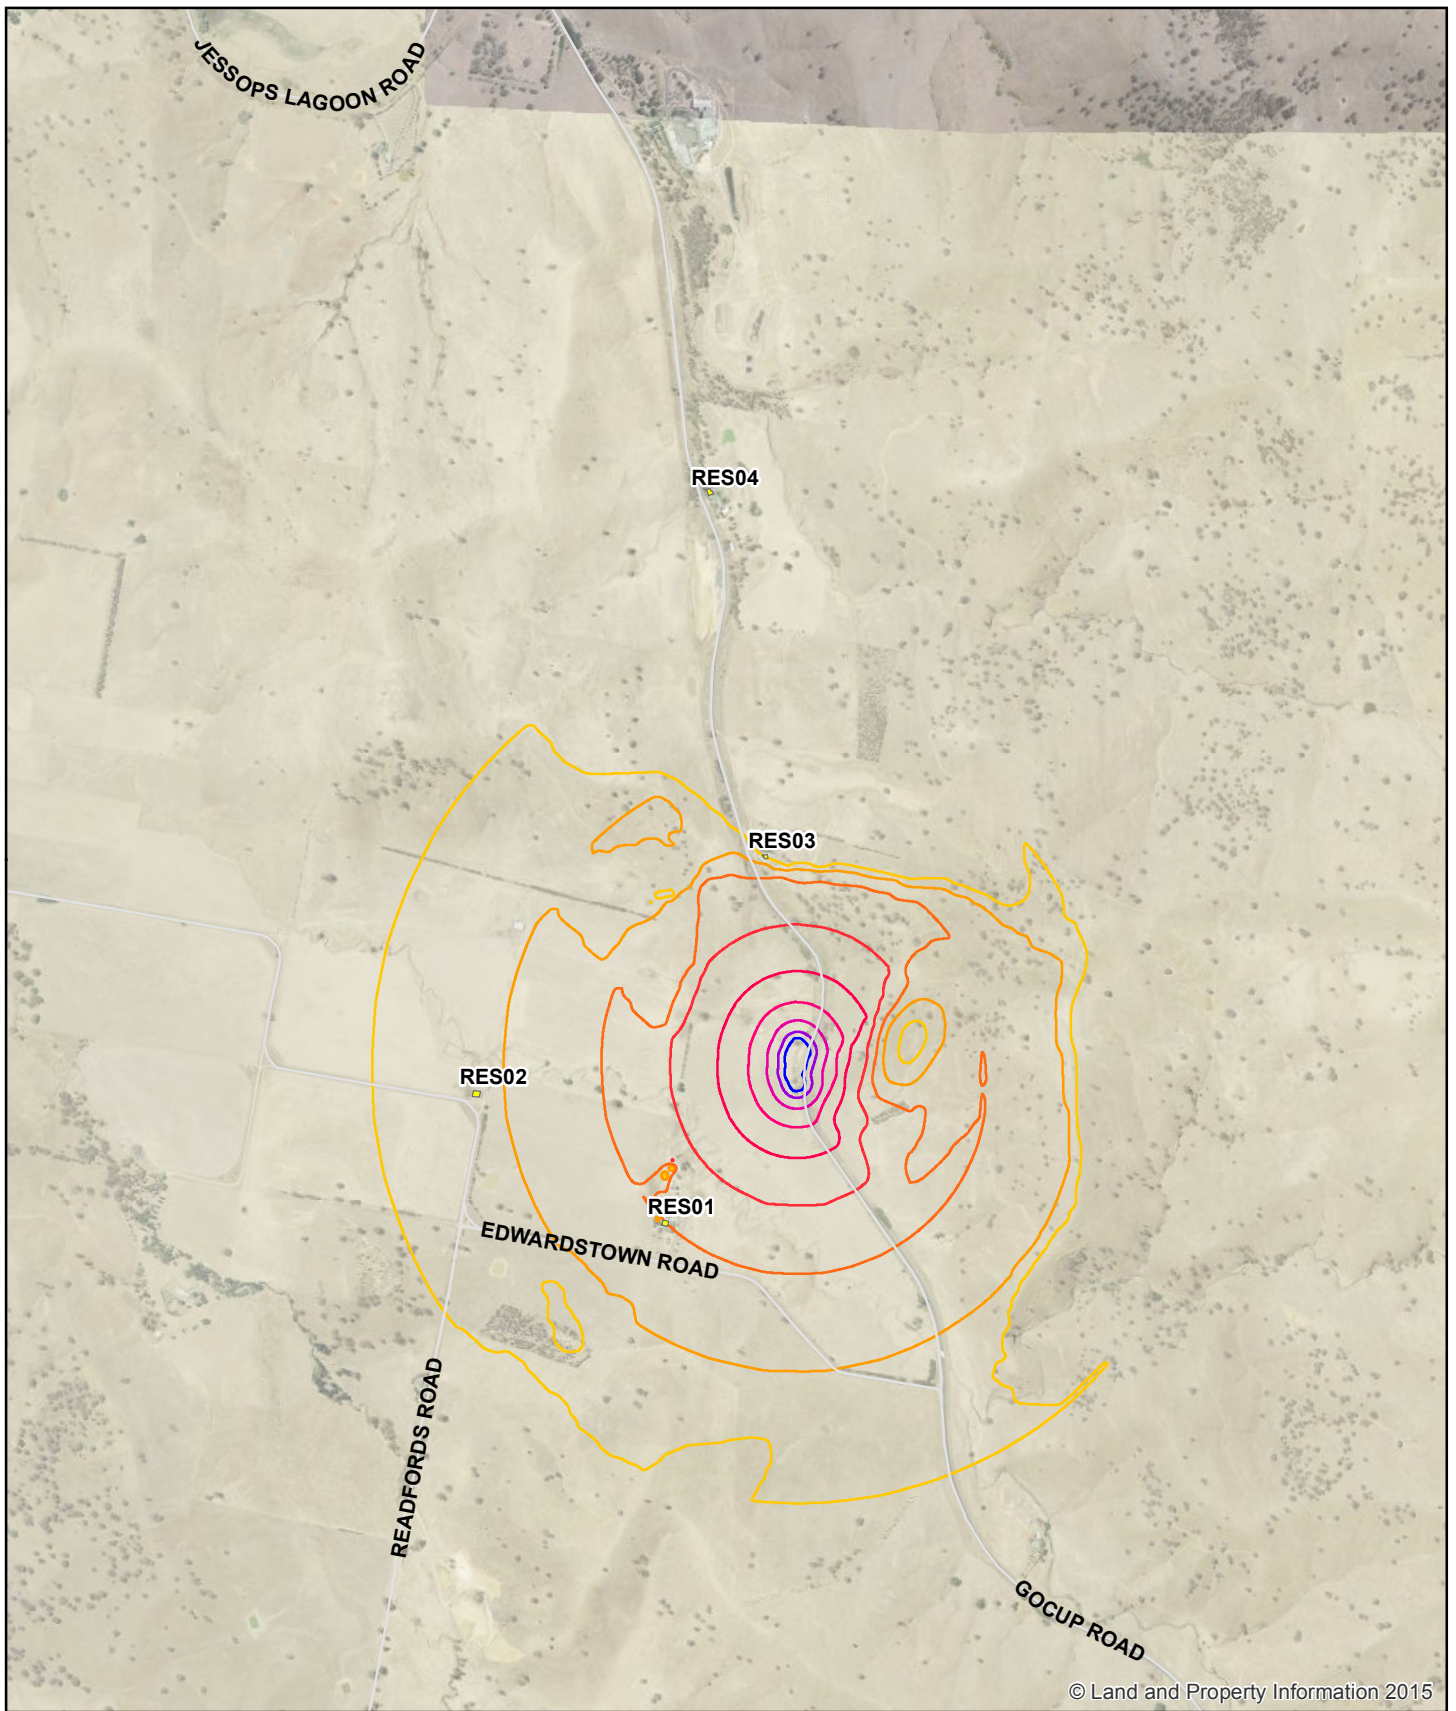 JESSOPS LAGOON ROAD
RES04
RES03
RES02
RES01
EDWARDSTOWN ROAD
READFORDS ROAD
GOCUP ROAD
© Land and Property Information 2015